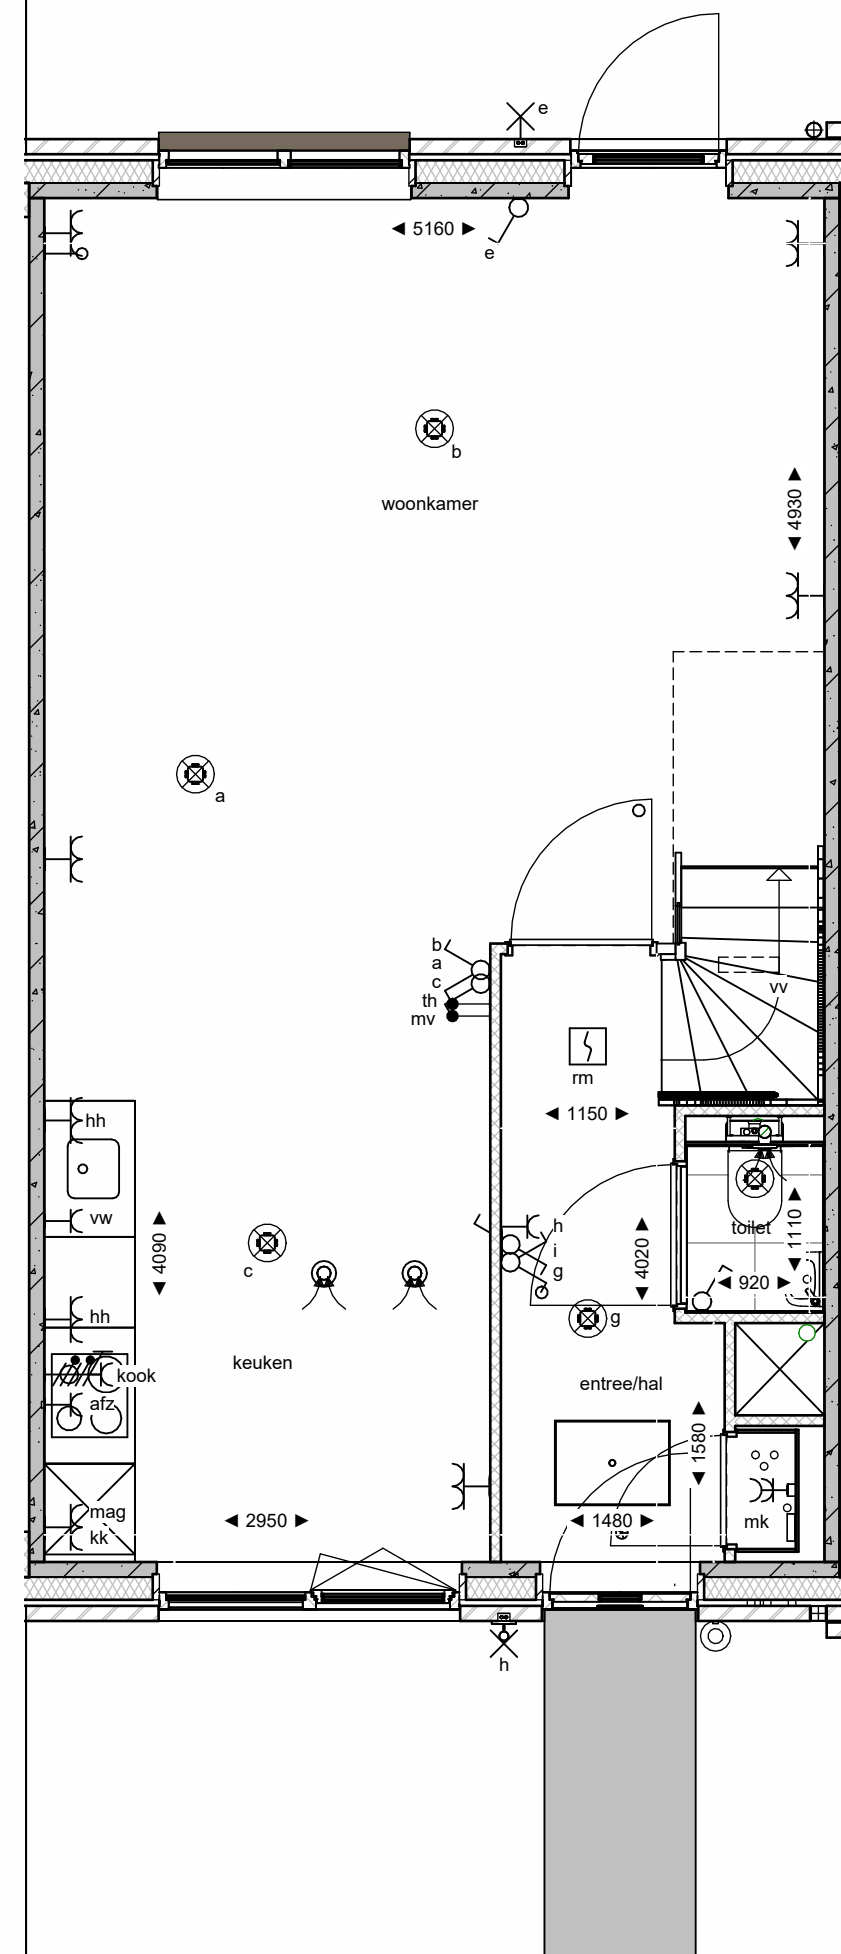 e
◄ 5160 ►
e
b
woonkamer
◄ 4930 ►
a
b
a
c
th
mv
vv
rm
◄ 1150 ►
hh
vw
◄ 4090 ►
c
h
i
g
◄ 4020 ►
toilet
◄ 1110 ►
◄ 920 ►
hh
g
keuken
kook
afz
entree/hal
◄ 1580 ►
mag
kk
◄ 2950 ►
◄ 1480 ►
mk
h